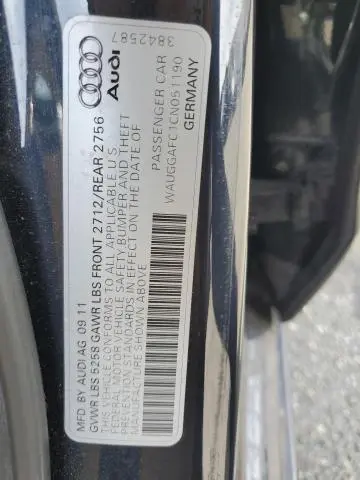 Audi
3842587
MFD BY AUDI AG 09 11
GVWR LBS 5258 GAWR LBS FRONT 2712/REAR 2756
THIS VEHICLE CONFORMS TO ALL APPLICABLE U S
FEDERAL MOTOR VEHICLE SAFETY BUMPER AND THEFT
PREVENTION STANDARDS IN EFFECT ON THE DATE OF
MANUFACTURE SHOWN ABOVE
PASSENGER CAR
WAUGGAFC1CN051190
GERMANY